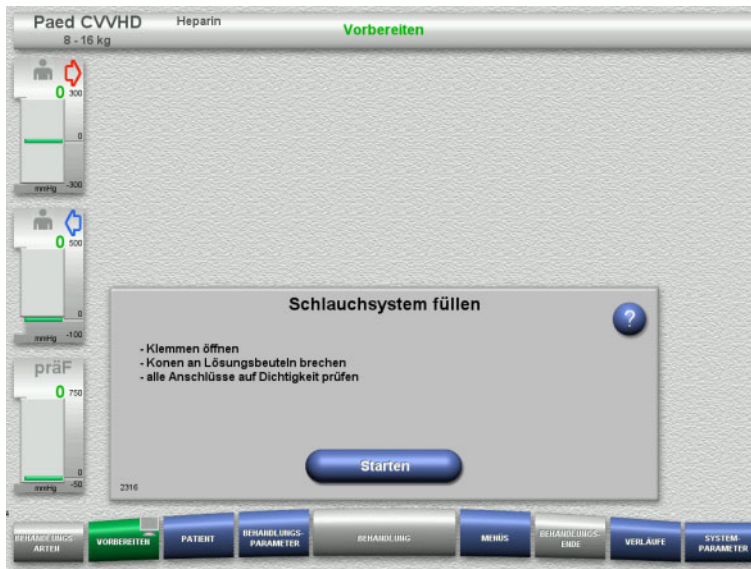 Paed CVVHD Heparin Vorbereiten
8 - 16 kg
0 300
0
mmHg -300
0 500
0
mmHg -100
präF
0 750
0
mmHg -50
Schlauchsystem füllen
?
- Klemmen öffnen
- Konen an Lösungsbeuteln brechen
- alle Anschlüsse auf Dichtigkeit prüfen
Starten
2316
BEHANDLUNGS-
ARTEN
VORBEREITEN
PATIENT
BEHANDLUNGS-
PARAMETER
BEHANDLUNG
MENÜS
BEHANDLUNGS-
ENDE
VERLÄUFE
SYSTEM-
PARAMETER